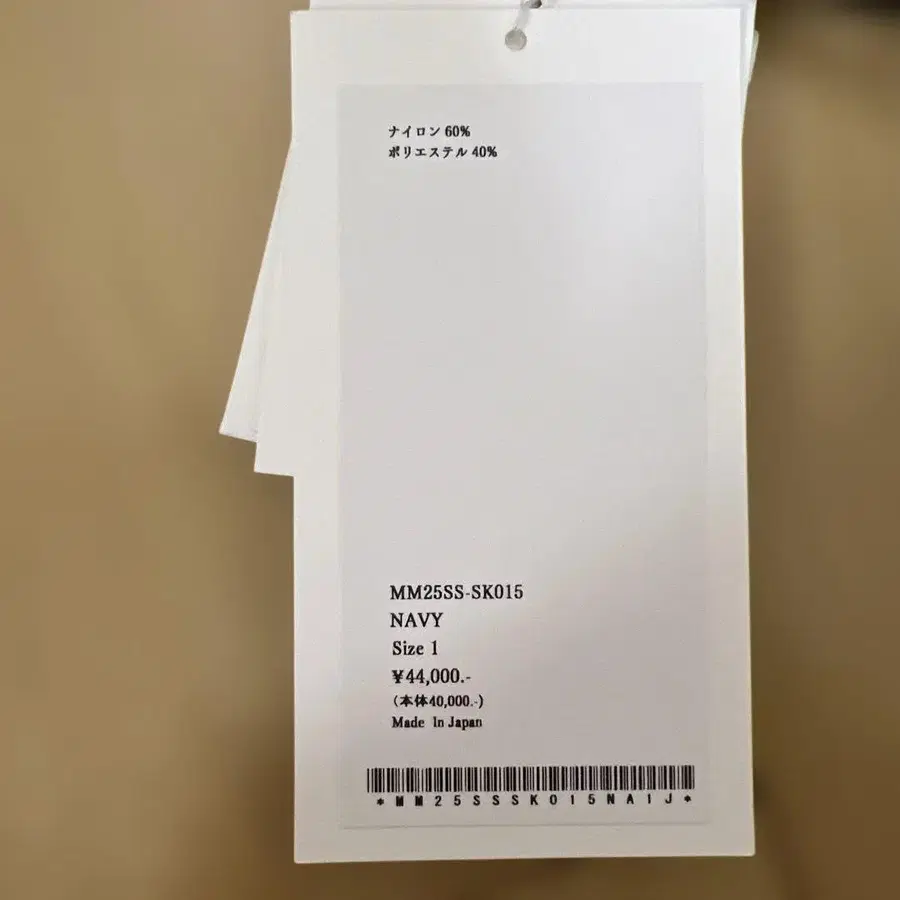 ナイロン 60%
ポリエステル 40%
MM25SS-SK015
NAVY
Size 1
¥44,000.-
(本体40,000.-)
Made In Japan
*MM25SSSK015NA1J*